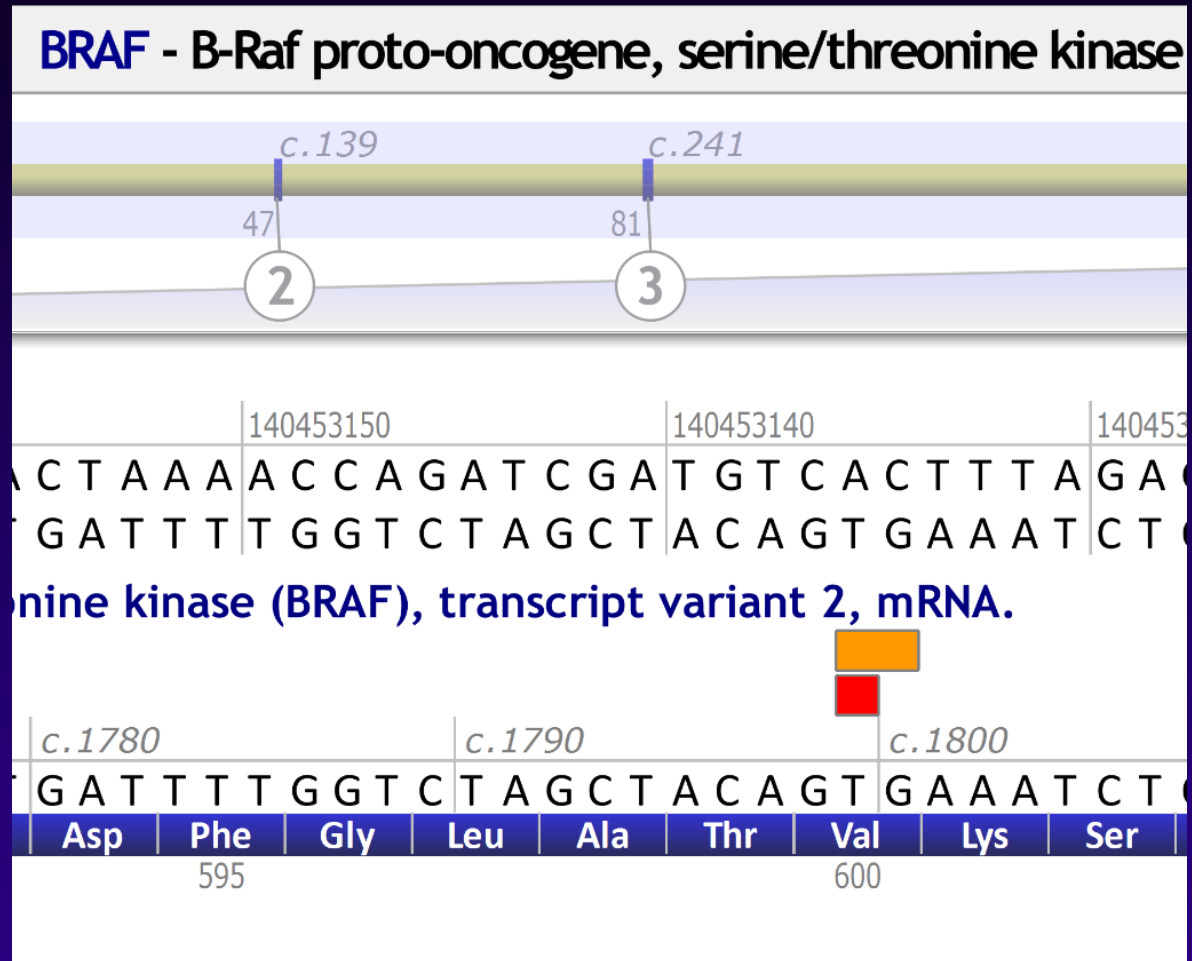 BRAF - B-Raf proto-oncogene, serine/threonine kinase
c.139 c.241
47 81
2 3
140453150 140453140 140453
A C T A A A A C C A G A T C G A T G T C A C T T T A G A
G A T T T T G G T C T A G C T A C A G T G A A A T C T
nine kinase (BRAF), transcript variant 2, mRNA.
c.1780 c.1790 c.1800
G A T T T T G G T C T A G C T A C A G T G A A A T C T
Asp Phe Gly Leu Ala Thr Val Lys Ser
595 600